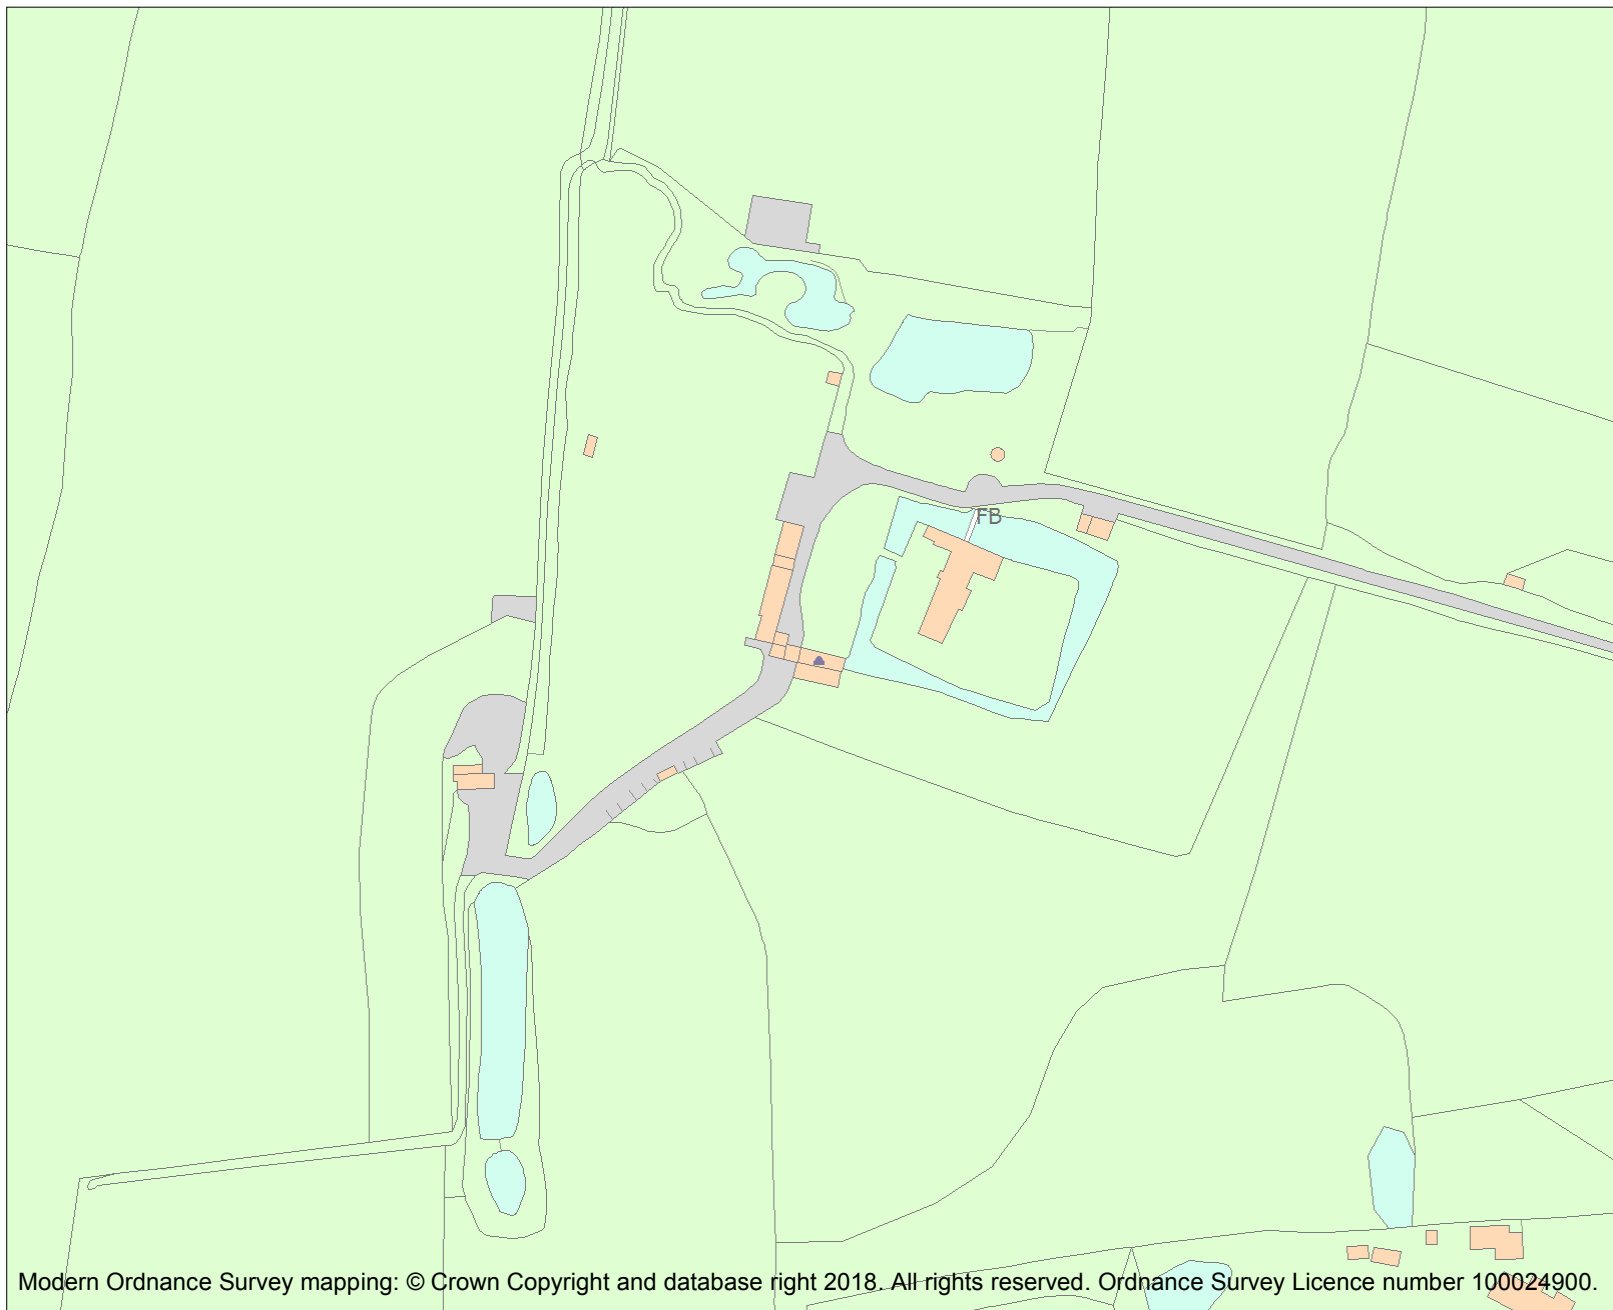 FB
Modern Ordnance Survey mapping: © Crown Copyright and database right 2018. All rights reserved. Ordnance Survey Licence number 100024900.